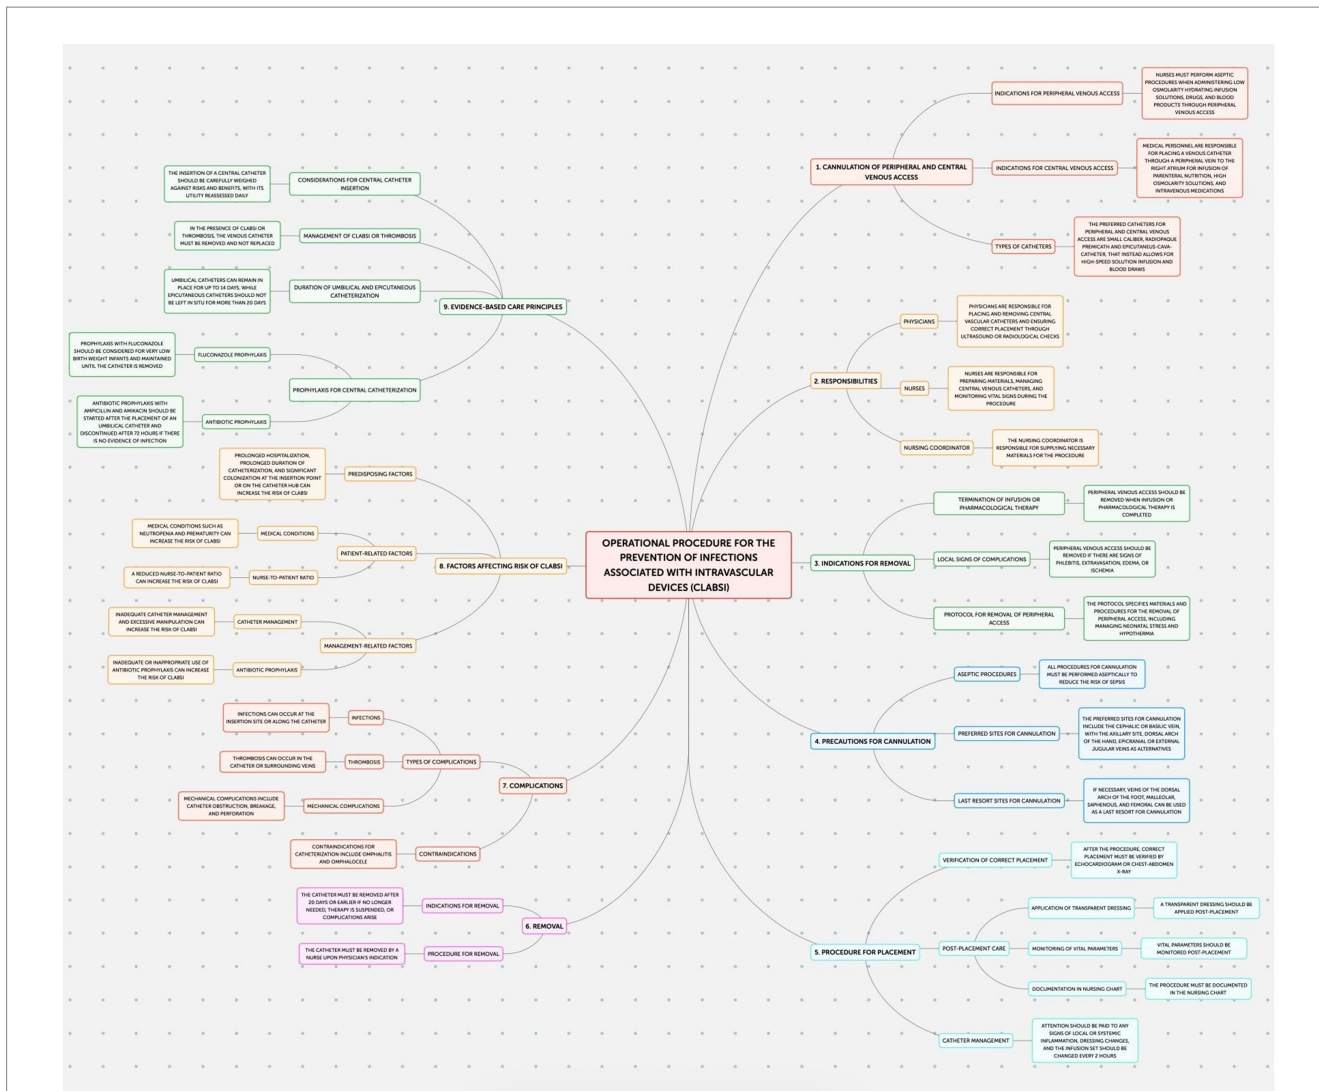 OPERATIONAL PROCEDURE FOR THE
PREVENTION OF INFECTIONS
ASSOCIATED WITH INTRAVASCULAR
DEVICES (CLABSI)
1. CANNULATION OF PERIPHERAL AND CENTRAL
VENOUS ACCESS
INDICATIONS FOR PERIPHERAL VENOUS ACCESS
NURSES MUST PERFORM ASEPTIC
PROCEDURES WHEN ADMINISTERING LOW
OSMOLARITY HYDRATING INFUSION
SOLUTIONS, DRUGS, AND BLOOD
PRODUCTS THROUGH PERIPHERAL
VENOUS ACCESS
INDICATIONS FOR CENTRAL VENOUS ACCESS
MEDICAL PERSONNEL ARE RESPONSIBLE
FOR PLACING A VENOUS CATHETER
THROUGH A PERIPHERAL VEIN TO THE
RIGHT ATRIUM FOR INFUSION OF
PARENTERAL NUTRITION, HIGH
OSMOLARITY SOLUTIONS, AND
INTRAVENOUS MEDICATIONS
TYPES OF CATHETERS
THE PREFERRED CATHETERS FOR
PERIPHERAL AND CENTRAL VENOUS
ACCESS ARE SMALL CALIBER, RADIOPAQUE
PREMICATH AND EPICUTANEUS-CAVA-
CATHETER, THAT INSTEAD ALLOWS FOR
HIGH-SPEED SOLUTION INFUSION AND
BLOOD DRAWS
2. RESPONSIBILITIES
PHYSICIANS
PHYSICIANS ARE RESPONSIBLE FOR
PLACING AND REMOVING CENTRAL
VASCULAR CATHETERS AND ENSURING
CORRECT PLACEMENT THROUGH
ULTRASOUND OR RADIOLOGICAL CHECKS
NURSES
NURSES ARE RESPONSIBLE FOR
PREPARING MATERIALS, MANAGING
CENTRAL VENOUS CATHETERS, AND
MONITORING VITAL SIGNS DURING THE
PROCEDURE
NURSING COORDINATOR
THE NURSING COORDINATOR IS
RESPONSIBLE FOR SUPPLYING NECESSARY
MATERIALS FOR THE PROCEDURE
3. INDICATIONS FOR REMOVAL
TERMINATION OF INFUSION OR
PHARMACOLOGICAL THERAPY
PERIPHERAL VENOUS ACCESS SHOULD BE
REMOVED WHEN INFUSION OR
PHARMACOLOGICAL THERAPY IS
COMPLETED
LOCAL SIGNS OF COMPLICATIONS
PERIPHERAL VENOUS ACCESS SHOULD BE
REMOVED IF THERE ARE SIGNS OF
PHLEBITIS, EXTRAVASATION, EDEMA, OR
ISCHEMIA
PROTOCOL FOR REMOVAL OF PERIPHERAL
ACCESS
THE PROTOCOL SPECIFIES MATERIALS AND
PROCEDURES FOR THE REMOVAL OF
PERIPHERAL ACCESS, INCLUDING
MANAGING NEONATAL STRESS AND
HYPOTHERMIA
4. PRECAUTIONS FOR CANNULATION
ASEPTIC PROCEDURES
ALL PROCEDURES FOR CANNULATION
MUST BE PERFORMED ASEPTICALLY TO
REDUCE THE RISK OF SEPSIS
PREFERRED SITES FOR CANNULATION
THE PREFERRED SITES FOR CANNULATION
INCLUDE THE CEPHALIC OR BASILIC VEIN,
WITH THE AXILLARY SITE, DORSAL ARCH
OF THE HAND, EPICRANIAL OR EXTERNAL
JUGULAR VEINS AS ALTERNATIVES
LAST RESORT SITES FOR CANNULATION
IF NECESSARY, VEINS OF THE DORSAL
ARCH OF THE FOOT, MALLEOLAR,
SAPHENOUS, AND FEMORAL CAN BE USED
AS A LAST RESORT FOR CANNULATION
5. PROCEDURE FOR PLACEMENT
VERIFICATION OF CORRECT PLACEMENT
AFTER THE PROCEDURE, CORRECT
PLACEMENT MUST BE VERIFIED BY
ECHOCARDIOGRAM OR CHEST-ABDOMEN
X-RAY
POST-PLACEMENT CARE
APPLICATION OF TRANSPARENT DRESSING
A TRANSPARENT DRESSING SHOULD BE
APPLIED POST-PLACEMENT
MONITORING OF VITAL PARAMETERS
VITAL PARAMETERS SHOULD BE
MONITORED POST-PLACEMENT
DOCUMENTATION IN NURSING CHART
THE PROCEDURE MUST BE DOCUMENTED
IN THE NURSING CHART
CATHETER MANAGEMENT
ATTENTION SHOULD BE PAID TO ANY
SIGNS OF LOCAL OR SYSTEMIC
INFLAMMATION, DRESSING CHANGES,
AND THE INFUSION SET SHOULD BE
CHANGED EVERY 2 HOURS
6. REMOVAL
INDICATIONS FOR REMOVAL
THE CATHETER MUST BE REMOVED AFTER
20 DAYS OR EARLIER IF NO LONGER
NEEDED, THERAPY IS SUSPENDED, OR
COMPLICATIONS ARISE
PROCEDURE FOR REMOVAL
THE CATHETER MUST BE REMOVED BY A
NURSE UPON PHYSICIAN'S INDICATION
7. COMPLICATIONS
TYPES OF COMPLICATIONS
INFECTIONS
INFECTIONS CAN OCCUR AT THE
INSERTION SITE OR ALONG THE CATHETER
THROMBOSIS
THROMBOSIS CAN OCCUR IN THE
CATHETER OR SURROUNDING VEINS
MECHANICAL COMPLICATIONS
MECHANICAL COMPLICATIONS INCLUDE
CATHETER OBSTRUCTION, BREAKAGE,
AND PERFORATION
CONTRAINDICATIONS
CONTRAINDICATIONS FOR
CATHETERIZATION INCLUDE OMPHALITIS
AND OMPHALOCELE
8. FACTORS AFFECTING RISK OF CLABSI
PREDISPOSING FACTORS
PROLONGED HOSPITALIZATION,
PROLONGED DURATION OF
CATHETERIZATION, AND SIGNIFICANT
COLONIZATION AT THE INSERTION POINT
OR ON THE CATHETER HUB CAN
INCREASE THE RISK OF CLABSI
PATIENT-RELATED FACTORS
MEDICAL CONDITIONS
MEDICAL CONDITIONS SUCH AS
NEUTROPENIA AND PREMATURITY CAN
INCREASE THE RISK OF CLABSI
NURSE-TO-PATIENT RATIO
A REDUCED NURSE-TO-PATIENT RATIO
CAN INCREASE THE RISK OF CLABSI
MANAGEMENT-RELATED FACTORS
CATHETER MANAGEMENT
INADEQUATE CATHETER MANAGEMENT
AND EXCESSIVE MANIPULATION CAN
INCREASE THE RISK OF CLABSI
ANTIBIOTIC PROPHYLAXIS
INADEQUATE OR INAPPROPRIATE USE OF
ANTIBIOTIC PROPHYLAXIS CAN INCREASE
THE RISK OF CLABSI
9. EVIDENCE-BASED CARE PRINCIPLES
CONSIDERATIONS FOR CENTRAL CATHETER
INSERTION
THE INSERTION OF A CENTRAL CATHETER
SHOULD BE CAREFULLY WEIGHED
AGAINST RISKS AND BENEFITS, WITH ITS
UTILITY REASSESSED DAILY
MANAGEMENT OF CLABSI OR THROMBOSIS
IN THE PRESENCE OF CLABSI OR
THROMBOSIS, THE VENOUS CATHETER
MUST BE REMOVED AND NOT REPLACED
DURATION OF UMBILICAL AND EPICUTANEOUS
CATHETERIZATION
UMBILICAL CATHETERS CAN REMAIN IN
PLACE FOR UP TO 14 DAYS, WHILE
EPICUTANEOUS CATHETERS SHOULD NOT
BE LEFT IN SITU FOR MORE THAN 20 DAYS
PROPHYLAXIS FOR CENTRAL CATHETERIZATION
FLUCONAZOLE PROPHYLAXIS
PROPHYLAXIS WITH FLUCONAZOLE
SHOULD BE CONSIDERED FOR VERY LOW
BIRTH WEIGHT INFANTS AND MAINTAINED
UNTIL THE CATHETER IS REMOVED
ANTIBIOTIC PROPHYLAXIS
ANTIBIOTIC PROPHYLAXIS WITH
AMPICILLIN AND AMIKACIN SHOULD BE
STARTED AFTER THE PLACEMENT OF AN
UMBILICAL CATHETER AND
DISCONTINUED AFTER 72 HOURS IF THERE
IS NO EVIDENCE OF INFECTION